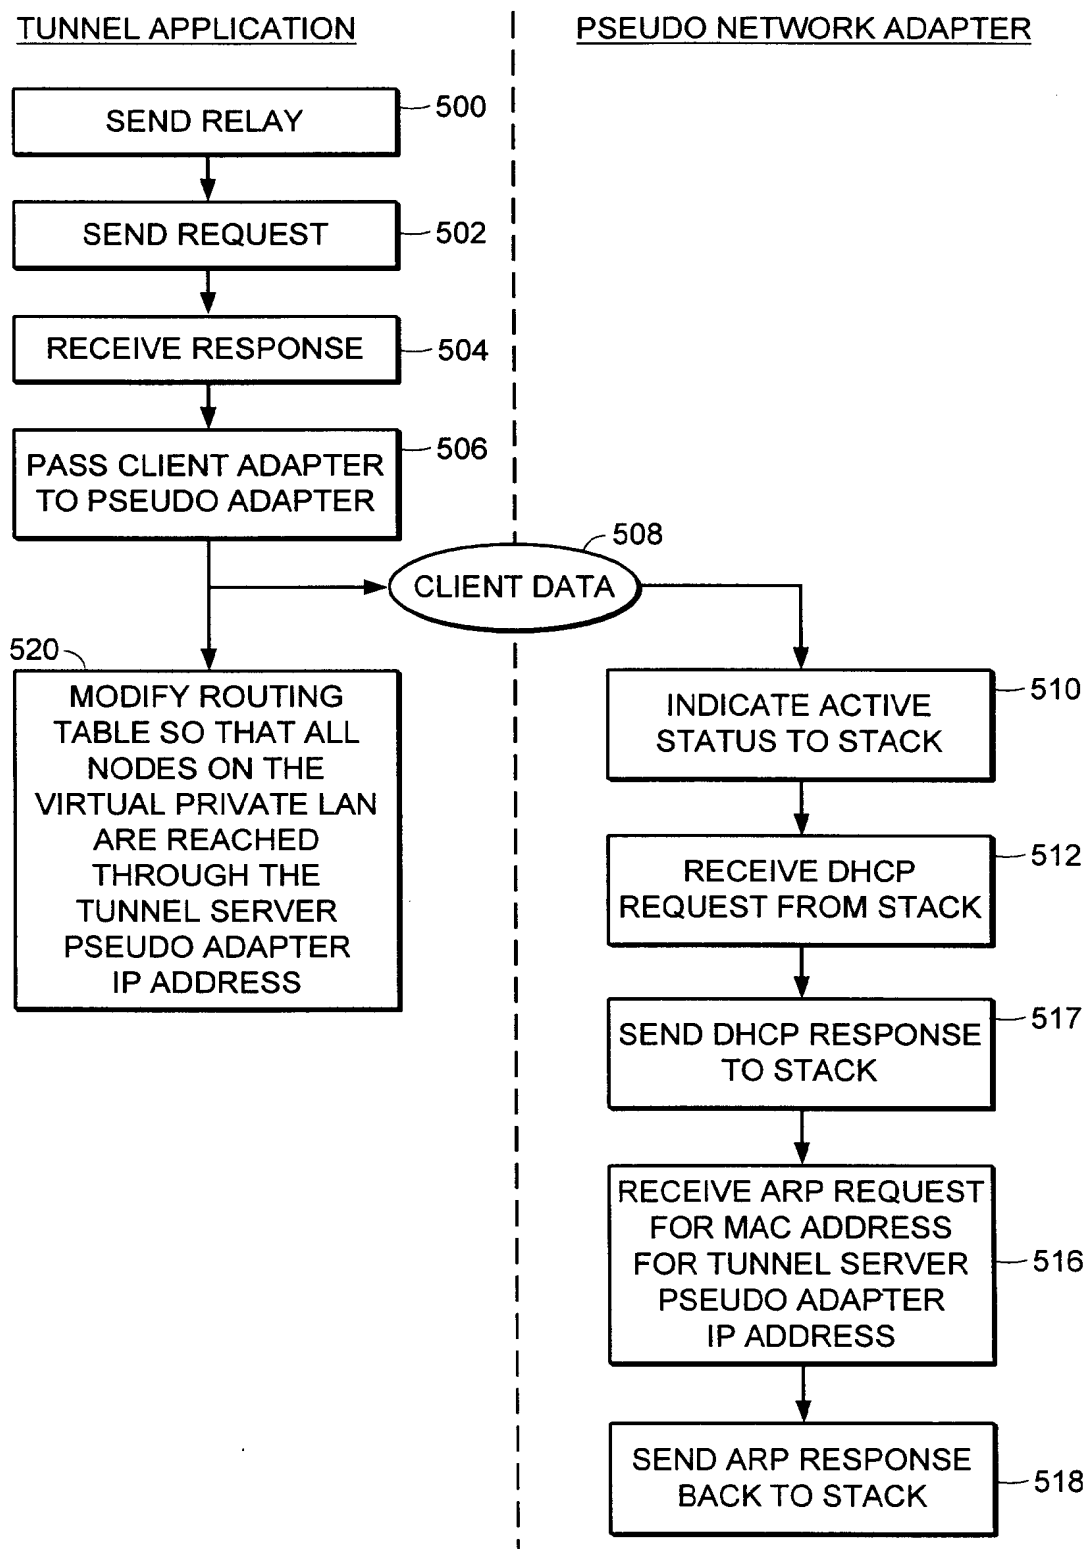 TUNNEL APPLICATION
PSEUDO NETWORK ADAPTER
SEND RELAY
500
SEND REQUEST
502
RECEIVE RESPONSE
504
PASS CLIENT ADAPTER
TO PSEUDO ADAPTER
506
CLIENT DATA
508
520
MODIFY ROUTING
TABLE SO THAT ALL
NODES ON THE
VIRTUAL PRIVATE LAN
ARE REACHED
THROUGH THE
TUNNEL SERVER
PSEUDO ADAPTER
IP ADDRESS
INDICATE ACTIVE
STATUS TO STACK
510
RECEIVE DHCP
REQUEST FROM STACK
512
SEND DHCP RESPONSE
TO STACK
517
RECEIVE ARP REQUEST
FOR MAC ADDRESS
FOR TUNNEL SERVER
PSEUDO ADAPTER
IP ADDRESS
516
SEND ARP RESPONSE
BACK TO STACK
518